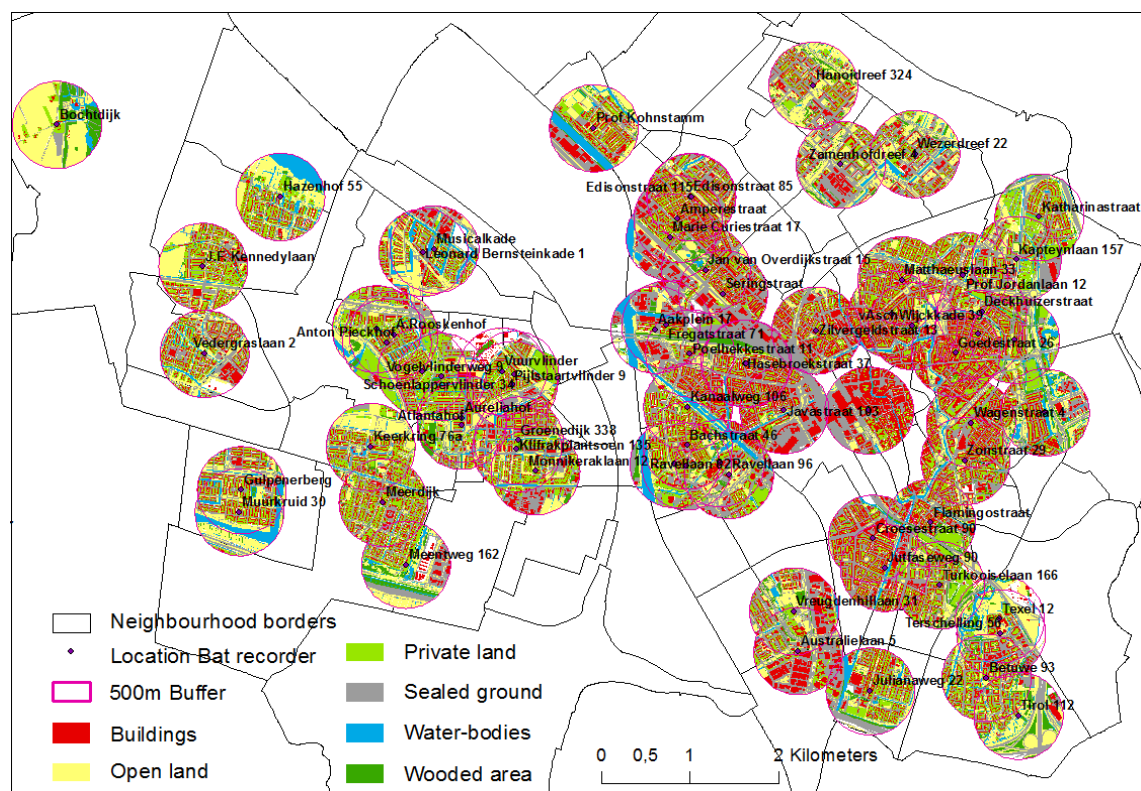 Hanoidreef 324
Bochtdijk
Prof.Kohnstamm
Wezerdreef 22
Zamenhofdreef 4
Hazenhof 55
Edisonstraat 115
Edisonstraat 85
Amperestraat
Katharinastraat
Marie Curiestraat 17
Musicalkade
Leonard Bernsteinkade 1
Kapteynlaan 157
J.F. Kennedylaan
Jan van Overdijkstraat 15
Matthaeuslaan 33
Seringstraat
Prof Jordanlaan 12
Deckhuizerstraat
Aakplein 17
vAschWijckkade 39
A.Rooskenhof
Anton Pieckhof
Fregatstraat 71
Zilvergeldstraat 13
Goedestraat 26
Vedergraslaan 2
Poelhekkestraat 11
Vuurvlinder
Hasebroekstraat 37
Vogelvlinderweg 9
Pijlstaartvlinder 9
Schoenlappervlinder 34
Kanaalweg 106
Aureliahof
Javastraat 103
Wagenstraat 4
Atlantahof
Groenedijk 338
Keerkring 76a
Bachstraat 46
Klifrakplantsoen 135
Zonstraat 29
Monnikeraklaan 12
Ravellaan 92
Ravellaan 96
Gulpenerberg
Muurkruid 30
Meerdijk
Flamingostraat
Croesestraat 90
Meentweg 162
Jutfaseweg 90
Turkooiselaan 166
Vreugdenhillaan 31
Texel 12
Terschelling 50
Australielaan 5
Betuwe 93
Julianaweg 22
Tirol 112
Neighbourhood borders
Location Bat recorder
500m Buffer
Buildings
Open land
Private land
Sealed ground
Water-bodies
Wooded area
0 0,5 1 2 Kilometers